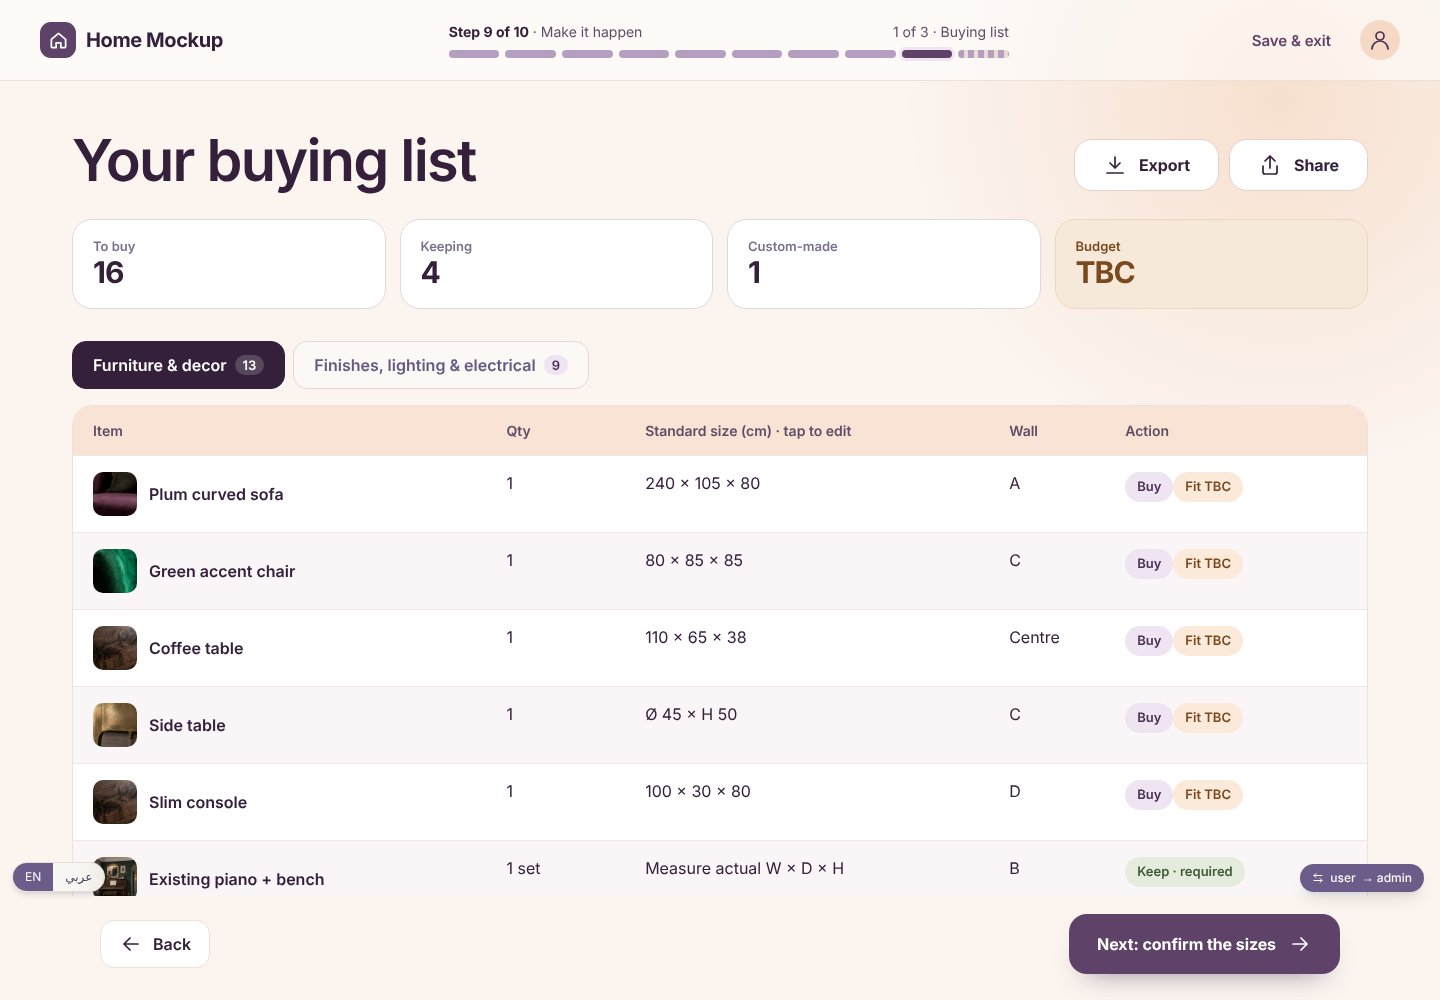 Home Mockup
Step 9 of 10 · Make it happen
1 of 3 · Buying list
Save & exit
Your buying list
Export
Share
To buy
16
Keeping
4
Custom-made
1
Budget
TBC
Furniture & decor 13
Finishes, lighting & electrical 9
Item Qty Standard size (cm) · tap to edit Wall Action
Plum curved sofa 1 240 × 105 × 80 A Buy Fit TBC
Green accent chair 1 80 × 85 × 85 C Buy Fit TBC
Coffee table 1 110 × 65 × 38 Centre Buy Fit TBC
Side table 1 Ø 45 × H 50 C Buy Fit TBC
Slim console 1 100 × 30 × 80 D Buy Fit TBC
Existing piano + bench 1 set Measure actual W × D × H B Keep · required
EN عربي
⇆ user → admin
← Back
Next: confirm the sizes →